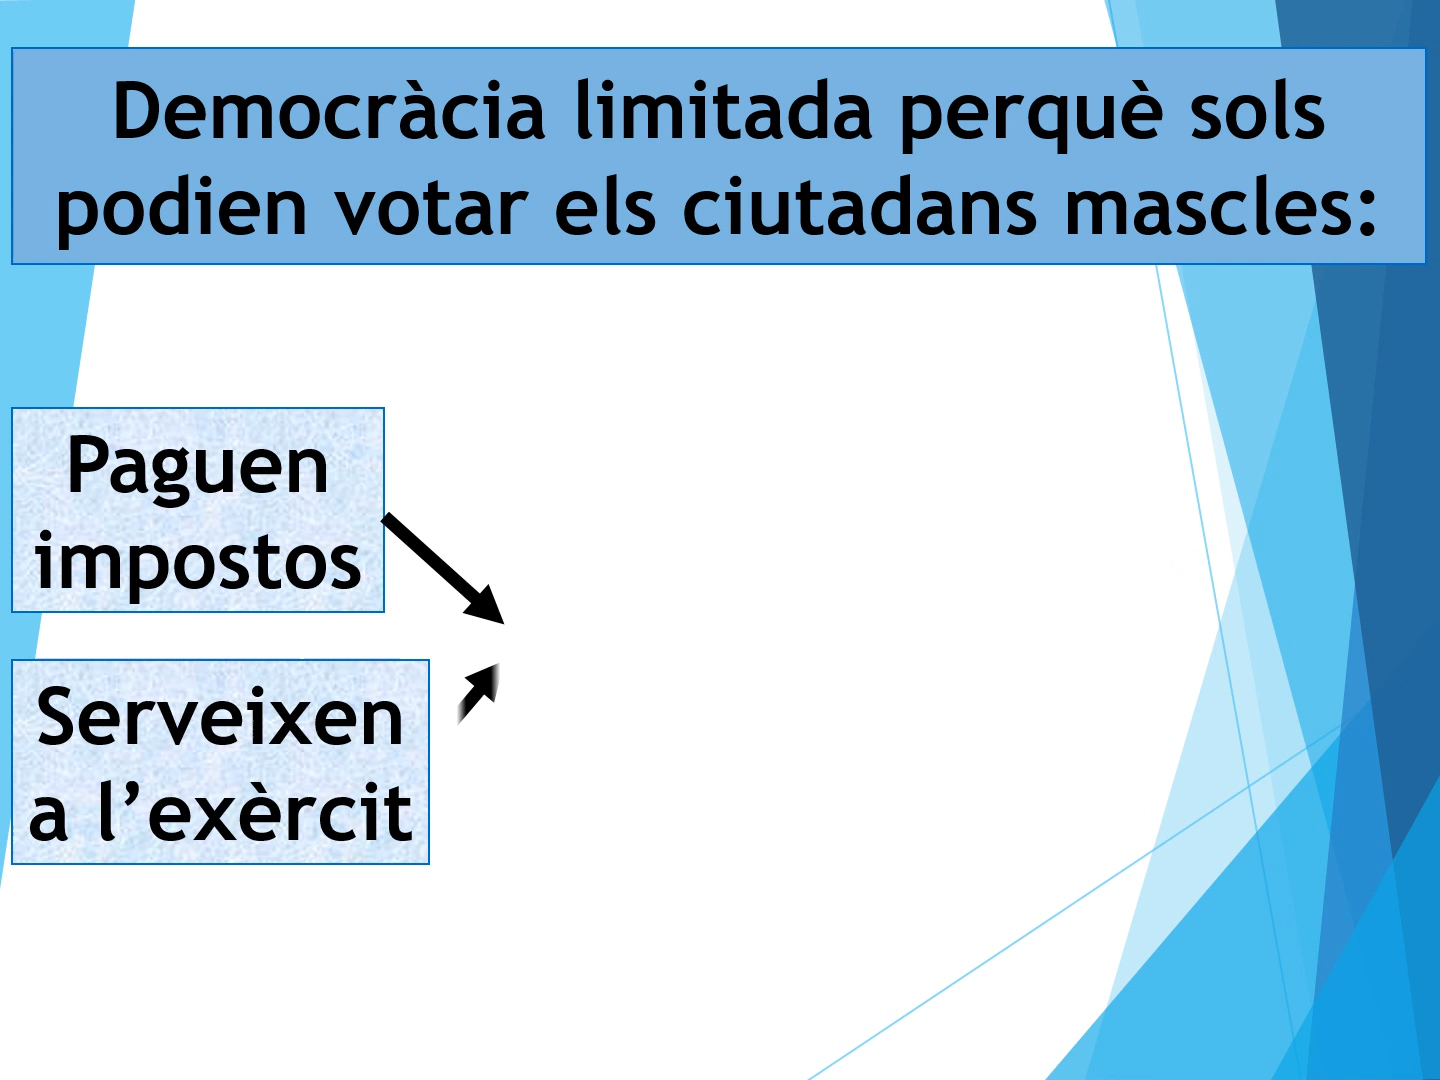 Democràcia limitada perquè sols
podien votar els ciutadans mascles:
Paguen
impostos
Serveixen
a l’exèrcit